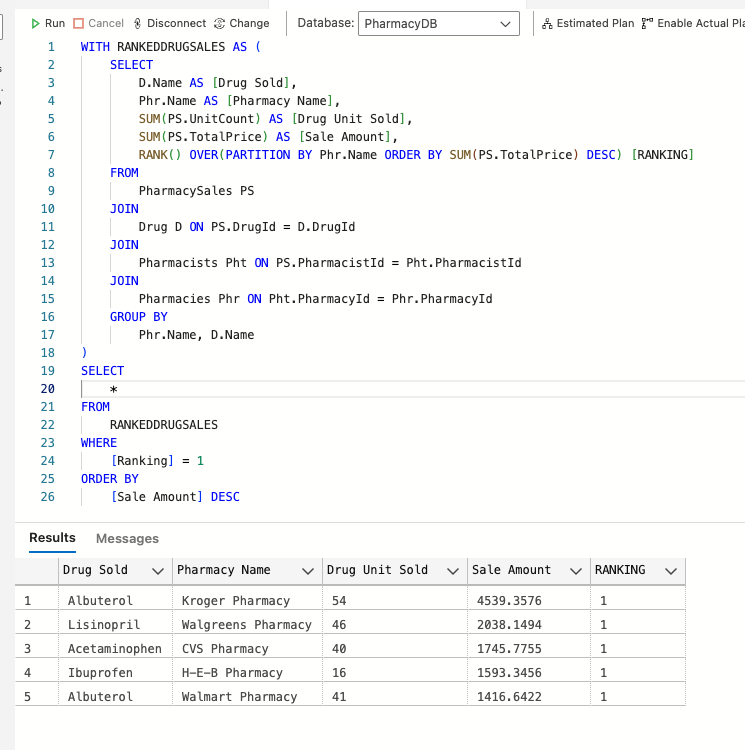 Run Cancel Disconnect Change Database: PharmacyDB Estimated Plan Enable Actual Pla
1 WITH RANKEDDRUGSALES AS (
2 SELECT
3 D.Name AS [Drug Sold],
4 Phr.Name AS [Pharmacy Name],
5 SUM(PS.UnitCount) AS [Drug Unit Sold],
6 SUM(PS.TotalPrice) AS [Sale Amount],
7 RANK() OVER(PARTITION BY Phr.Name ORDER BY SUM(PS.TotalPrice) DESC) [RANKING]
8 FROM
9 PharmacySales PS
10 JOIN
11 Drug D ON PS.DrugId = D.DrugId
12 JOIN
13 Pharmacists Pht ON PS.PharmacistId = Pht.PharmacistId
14 JOIN
15 Pharmacies Phr ON Pht.PharmacyId = Phr.PharmacyId
16 GROUP BY
17 Phr.Name, D.Name
18 )
19 SELECT
20 *
21 FROM
22 RANKEDDRUGSALES
23 WHERE
24 [Ranking] = 1
25 ORDER BY
26 [Sale Amount] DESC
Results Messages
Drug Sold Pharmacy Name Drug Unit Sold Sale Amount RANKING
1 Albuterol Kroger Pharmacy 54 4539.3576 1
2 Lisinopril Walgreens Pharmacy 46 2038.1494 1
3 Acetaminophen CVS Pharmacy 40 1745.7755 1
4 Ibuprofen H-E-B Pharmacy 16 1593.3456 1
5 Albuterol Walmart Pharmacy 41 1416.6422 1